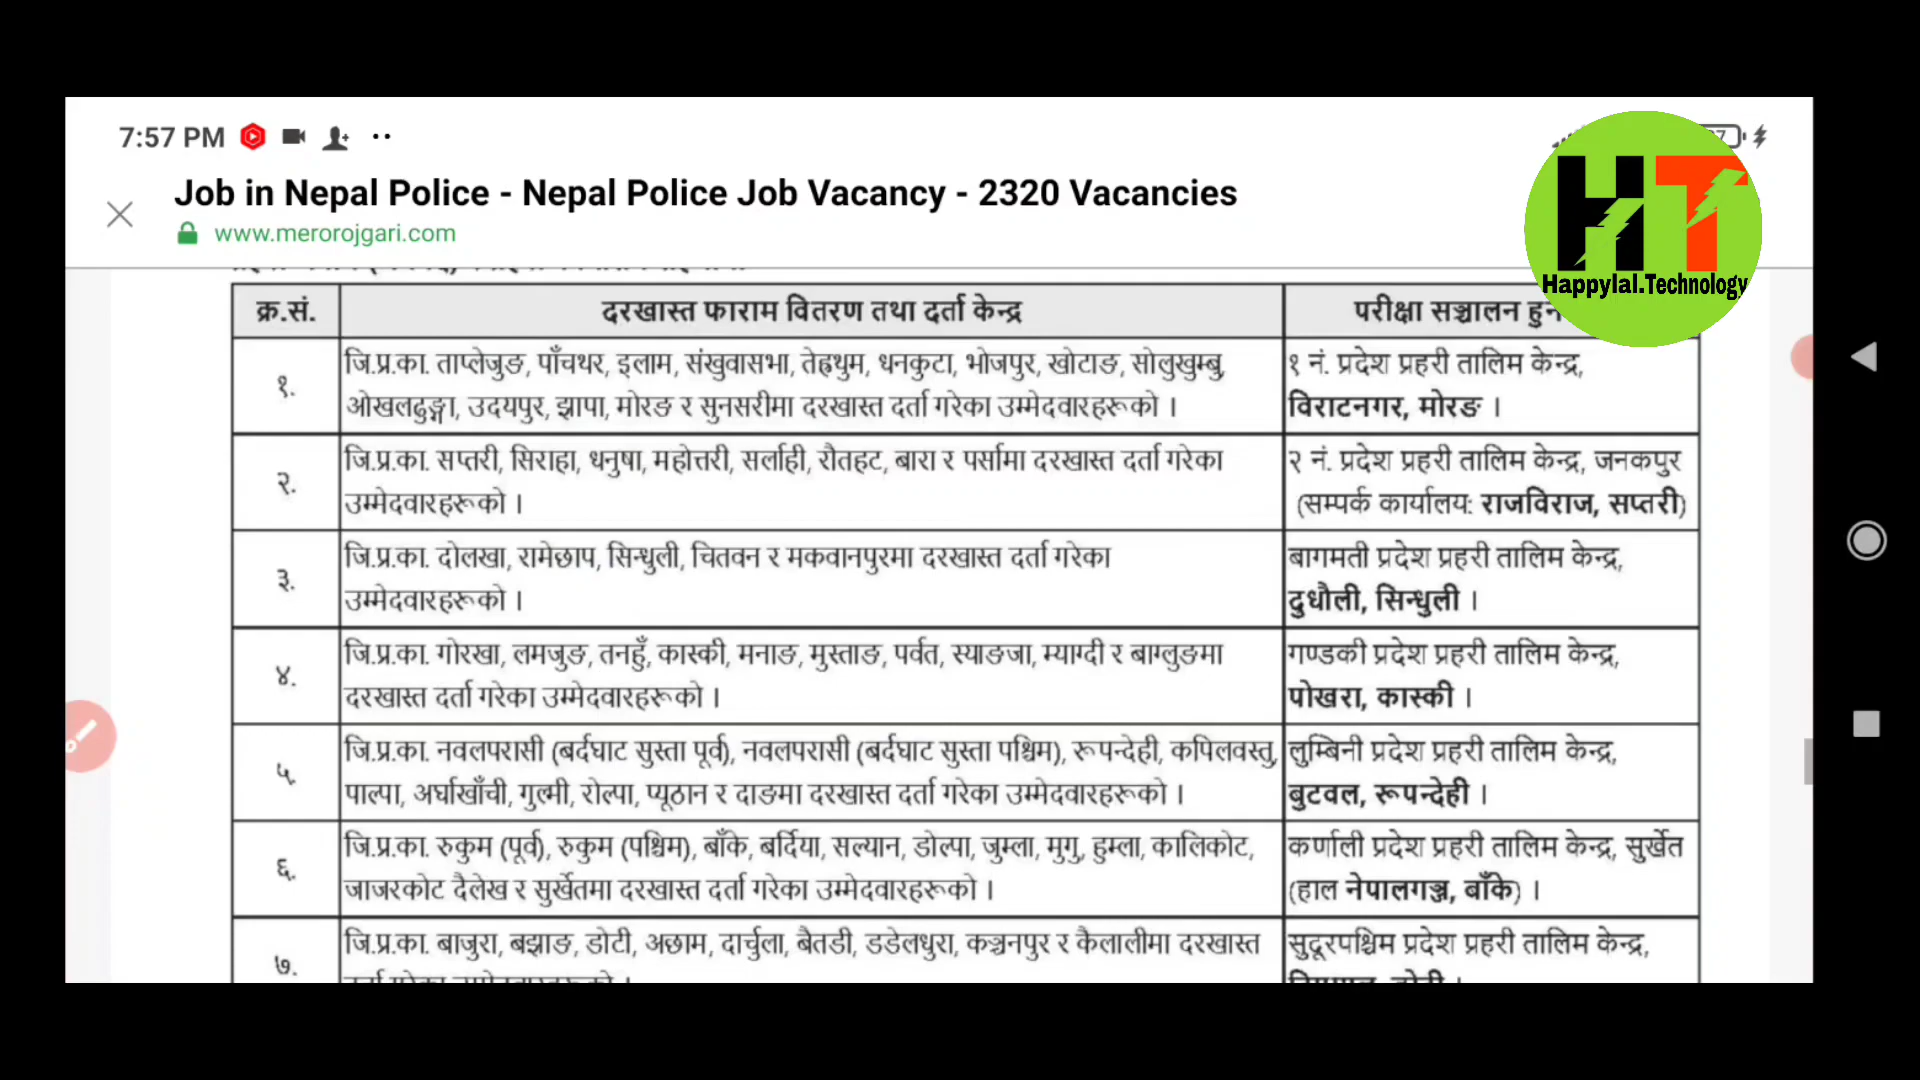 7:57 PM
Job in Nepal Police - Nepal Police Job Vacancy - 2320 Vacancies
www.merorojgari.com
HT
Happylal.Technology
क्र.सं. दरखास्त फाराम वितरण तथा दर्ता केन्द्र परीक्षा सञ्चालन हुने
१. जि.प्र.का. ताप्लेजुङ, पाँचथर, इलाम, संखुवासभा, तेह्रथुम, धनकुटा, भोजपुर, खोटाङ, सोलुखुम्बु,
ओखलढुङ्गा, उदयपुर, झापा, मोरङ र सुनसरीमा दरखास्त दर्ता गरेका उम्मेदवारहरूको ।
१ नं. प्रदेश प्रहरी तालिम केन्द्र,
विराटनगर, मोरङ ।
२. जि.प्र.का. सप्तरी, सिराहा, धनुषा, महोत्तरी, सर्लाही, रौतहट, बारा र पर्सामा दरखास्त दर्ता गरेका
उम्मेदवारहरूको ।
२ नं. प्रदेश प्रहरी तालिम केन्द्र, जनकपुर
(सम्पर्क कार्यालय: राजविराज, सप्तरी)
३. जि.प्र.का. दोलखा, रामेछाप, सिन्धुली, चितवन र मकवानपुरमा दरखास्त दर्ता गरेका
उम्मेदवारहरूको ।
बागमती प्रदेश प्रहरी तालिम केन्द्र,
दुधौली, सिन्धुली ।
४. जि.प्र.का. गोरखा, लमजुङ, तनहुँ, कास्की, मनाङ, मुस्ताङ, पर्वत, स्याङजा, म्याग्दी र बाग्लुङमा
दरखास्त दर्ता गरेका उम्मेदवारहरूको ।
गण्डकी प्रदेश प्रहरी तालिम केन्द्र,
पोखरा, कास्की ।
५. जि.प्र.का. नवलपरासी (बर्दघाट सुस्ता पूर्व), नवलपरासी (बर्दघाट सुस्ता पश्चिम), रूपन्देही, कपिलवस्तु,
पाल्पा, अर्घाखाँची, गुल्मी, रोल्पा, प्यूठान र दाङमा दरखास्त दर्ता गरेका उम्मेदवारहरूको ।
लुम्बिनी प्रदेश प्रहरी तालिम केन्द्र,
बुटवल, रूपन्देही ।
६. जि.प्र.का. रुकुम (पूर्व), रुकुम (पश्चिम), बाँके, बर्दिया, सल्यान, डोल्पा, जुम्ला, मुगु, हुम्ला, कालिकोट,
जाजरकोट दैलेख र सुर्खेतमा दरखास्त दर्ता गरेका उम्मेदवारहरूको ।
कर्णाली प्रदेश प्रहरी तालिम केन्द्र, सुर्खेत
(हाल नेपालगञ्ज, बाँके) ।
७. जि.प्र.का. बाजुरा, बझाङ, डोटी, अछाम, दार्चुला, बैतडी, डडेलधुरा, कञ्चनपुर र कैलालीमा दरखास्त
सुदूरपश्चिम प्रदेश प्रहरी तालिम केन्द्र,